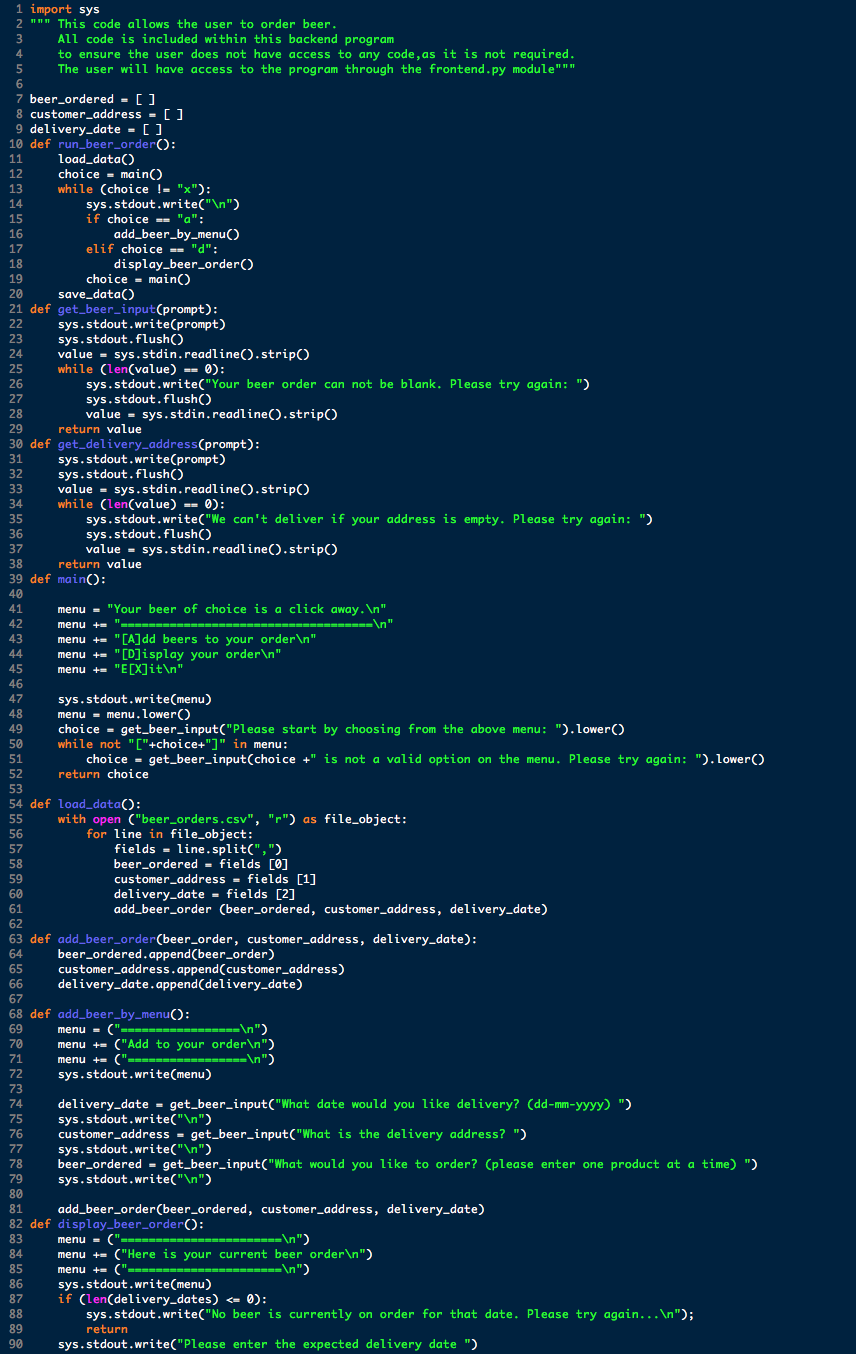 1 import sys
2 """ This code allows the user to order beer.
3     All code is included within this backend program
4     to ensure the user does not have access to any code,as it is not required.
5     The user will have access to the program through the frontend.py module"""
6
7 beer_ordered = [ ]
8 customer_address = [ ]
9 delivery_date = [ ]
10 def run_beer_order():
11     load_data()
12     choice = main()
13     while (choice != "x"):
14         sys.stdout.write("\n")
15         if choice == "a":
16             add_beer_by_menu()
17         elif choice == "d":
18             display_beer_order()
19         choice = main()
20     save_data()
21 def get_beer_input(prompt):
22     sys.stdout.write(prompt)
23     sys.stdout.flush()
24     value = sys.stdin.readline().strip()
25     while (len(value) == 0):
26         sys.stdout.write("Your beer order can not be blank. Please try again: ")
27         sys.stdout.flush()
28         value = sys.stdin.readline().strip()
29     return value
30 def get_delivery_address(prompt):
31     sys.stdout.write(prompt)
32     sys.stdout.flush()
33     value = sys.stdin.readline().strip()
34     while (len(value) == 0):
35         sys.stdout.write("We can't deliver if your address is empty. Please try again: ")
36         sys.stdout.flush()
37         value = sys.stdin.readline().strip()
38     return value
39 def main():
40
41     menu = "Your beer of choice is a click away.\n"
42     menu += "====================================\n"
43     menu += "[A]dd beers to your order\n"
44     menu += "[D]isplay your order\n"
45     menu += "E[X]it\n"
46
47     sys.stdout.write(menu)
48     menu = menu.lower()
49     choice = get_beer_input("Please start by choosing from the above menu: ").lower()
50     while not "["+choice+"]" in menu:
51         choice = get_beer_input(choice +" is not a valid option on the menu. Please try again: ").lower()
52     return choice
53
54 def load_data():
55     with open ("beer_orders.csv", "r") as file_object:
56         for line in file_object:
57             fields = line.split(",")
58             beer_ordered = fields [0]
59             customer_address = fields [1]
60             delivery_date = fields [2]
61             add_beer_order (beer_ordered, customer_address, delivery_date)
62
63 def add_beer_order(beer_order, customer_address, delivery_date):
64     beer_ordered.append(beer_order)
65     customer_address.append(customer_address)
66     delivery_date.append(delivery_date)
67
68 def add_beer_by_menu():
69     menu = ("=================\n")
70     menu += ("Add to your order\n")
71     menu += ("=================\n")
72     sys.stdout.write(menu)
73
74     delivery_date = get_beer_input("What date would you like delivery? (dd-mm-yyyy) ")
75     sys.stdout.write("\n")
76     customer_address = get_beer_input("What is the delivery address? ")
77     sys.stdout.write("\n")
78     beer_ordered = get_beer_input("What would you like to order? (please enter one product at a time) ")
79     sys.stdout.write("\n")
80
81     add_beer_order(beer_ordered, customer_address, delivery_date)
82 def display_beer_order():
83     menu = ("=======================\n")
84     menu += ("Here is your current beer order\n")
85     menu += ("======================\n")
86     sys.stdout.write(menu)
87     if (len(delivery_dates) <= 0):
88         sys.stdout.write("No beer is currently on order for that date. Please try again...\n");
89         return
90     sys.stdout.write("Please enter the expected delivery date ")